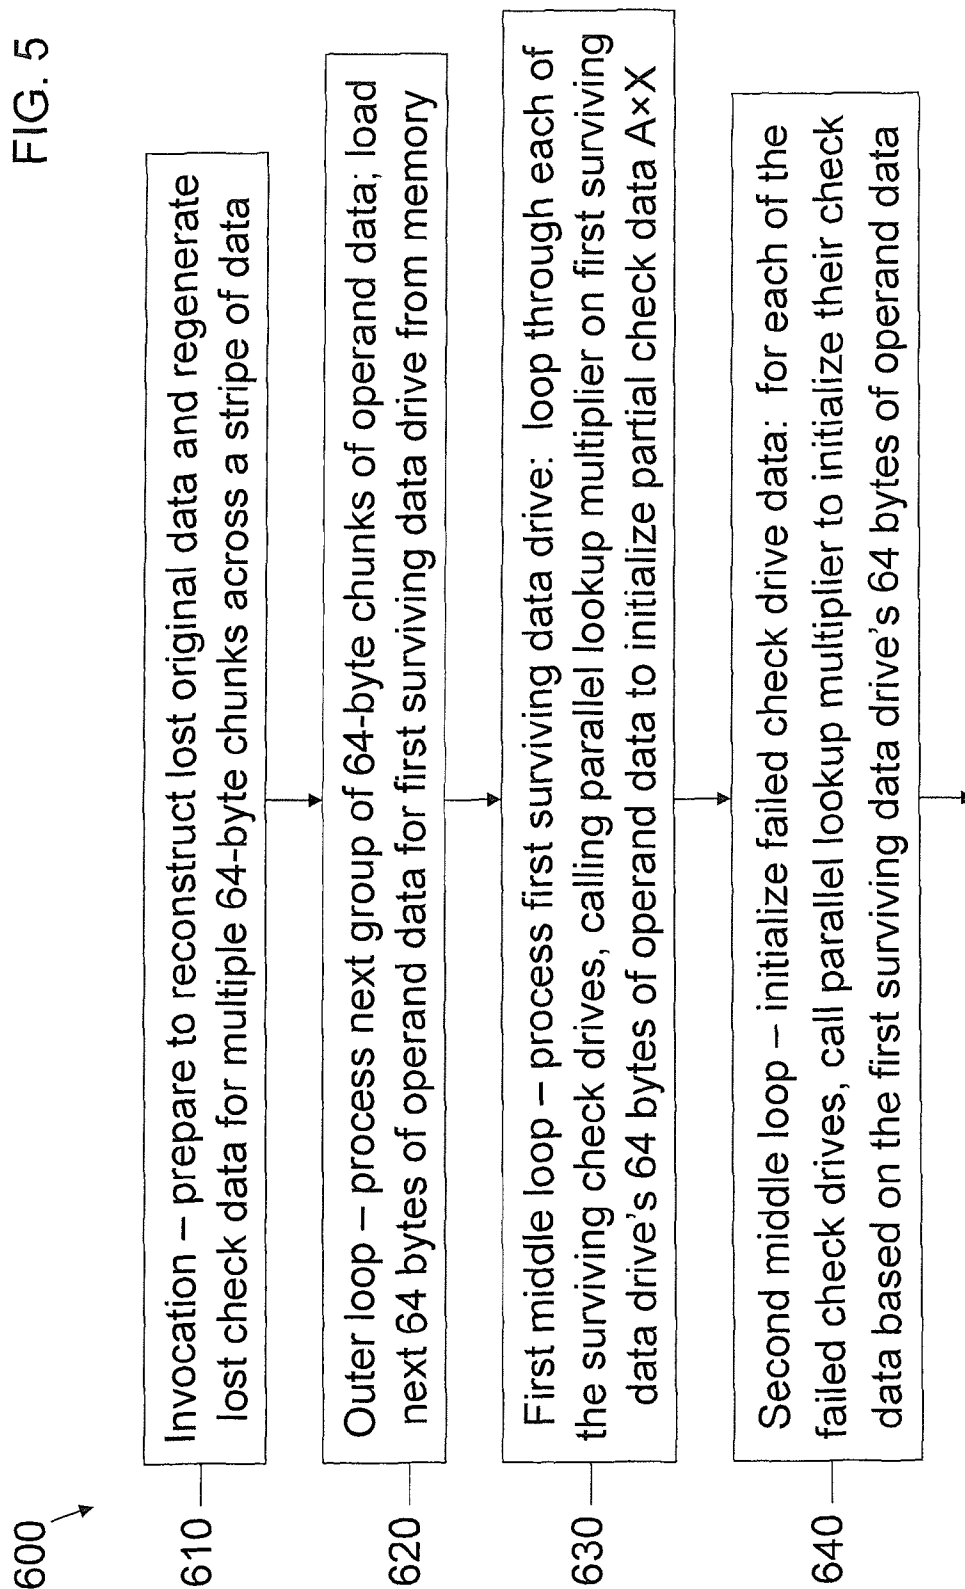 FIG. 5
600
610
Invocation – prepare to reconstruct lost original data and regenerate
lost check data for multiple 64-byte chunks across a stripe of data
620
Outer loop – process next group of 64-byte chunks of operand data; load
next 64 bytes of operand data for first surviving data drive from memory
630
First middle loop – process first surviving data drive: loop through each of
the surviving check drives, calling parallel lookup multiplier on first surviving
data drive's 64 bytes of operand data to initialize partial check data A×X
640
Second middle loop – initialize failed check drive data: for each of the
failed check drives, call parallel lookup multiplier to initialize their check
data based on the first surviving data drive's 64 bytes of operand data